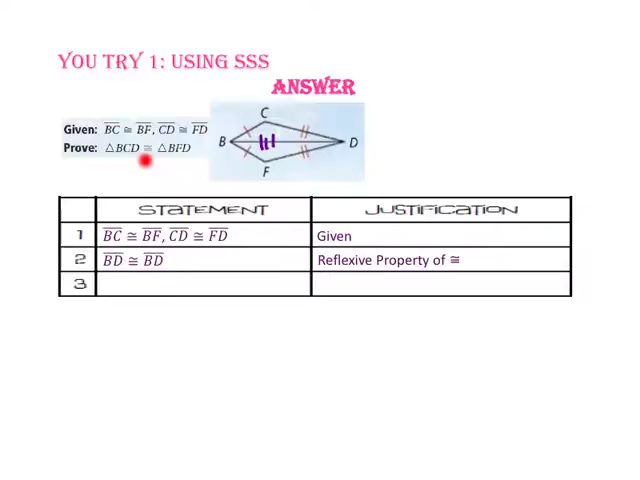 YOU TRY 1: USING SSS
ANSWER
Given: BC ≅ BF, CD ≅ FD
Prove: △BCD ≅ △BFD
C
B
D
F
STATEMENT JUSTIFICATION
1 BC ≅ BF, CD ≅ FD Given
2 BD ≅ BD Reflexive Property of ≅
3